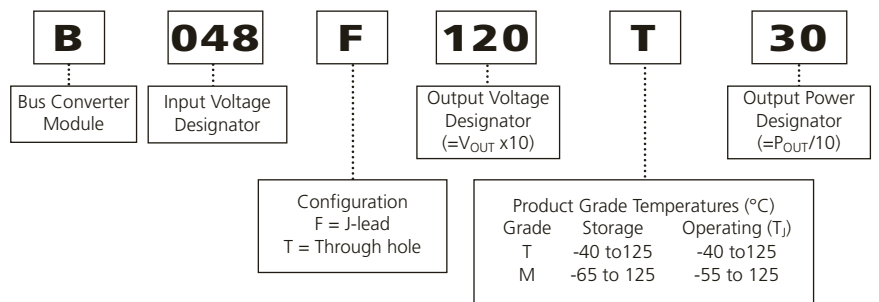 B 048 F 120 T 30
Bus Converter
Module
Input Voltage
Designator
Output Voltage
Designator
(=VOUT x10)
Output Power
Designator
(=POUT/10)
Configuration
F = J-lead
T = Through hole
Product Grade Temperatures (°C)
Grade Storage Operating (TJ)
T -40 to125 -40 to125
M -65 to 125 -55 to 125